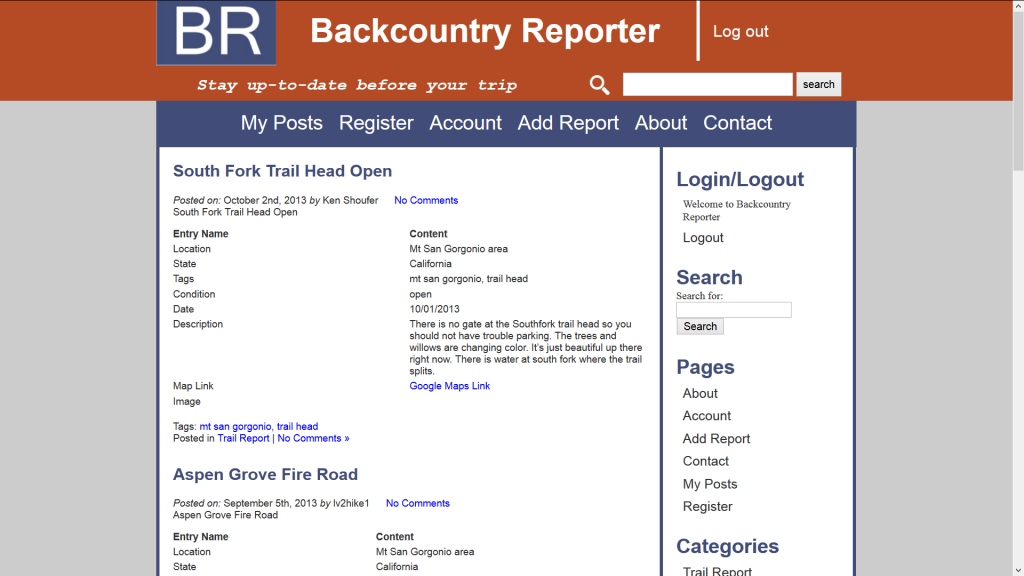 BR
Backcountry Reporter
Log out
Stay up-to-date before your trip
search
My Posts Register Account Add Report About Contact
South Fork Trail Head Open
Posted on: October 2nd, 2013 by Ken Shoufer No Comments
South Fork Trail Head Open
Entry Name Content
Location Mt San Gorgonio area
State California
Tags mt san gorgonio, trail head
Condition open
Date 10/01/2013
Description There is no gate at the Southfork trail head so you
should not have trouble parking. The trees and
willows are changing color. It's just beautiful up there
right now. There is water at south fork where the trail
splits.
Map Link Google Maps Link
Image
Tags: mt san gorgonio, trail head
Posted in Trail Report | No Comments »
Aspen Grove Fire Road
Posted on: September 5th, 2013 by lv2hike1 No Comments
Aspen Grove Fire Road
Entry Name Content
Location Mt San Gorgonio area
State California
Login/Logout
Welcome to Backcountry
Reporter
Logout
Search
Search for:
Search
Pages
About
Account
Add Report
Contact
My Posts
Register
Categories
Trail Report